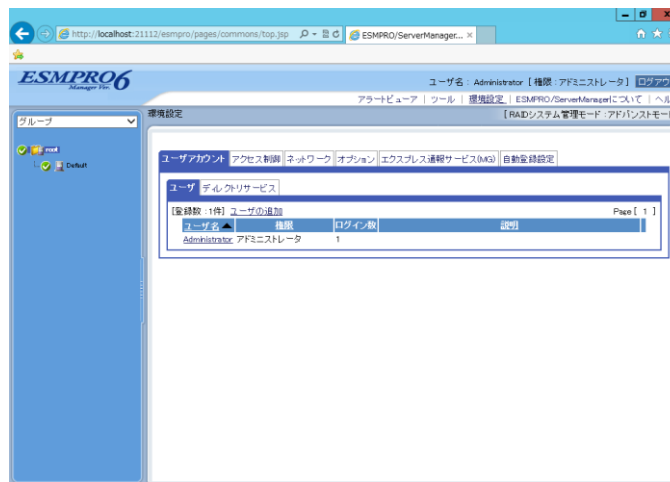 http://localhost:21112/esmpro/pages/commons/top.jsp
ESMPRO/ServerManager... ×
ESMPRO6
Manager Ver.
ユーザ名 : Administrator [ 権限 : アドミニストレータ ] ログアウ
アラートビューア | ツール | 環境設定 | ESMPRO/ServerManagerについて | ヘル
グループ
環境設定
[ RAIDシステム管理モード : アドバンストモー
root
Default
ユーザアカウント アクセス制御 ネットワーク オプション エクスプレス通報サービス(MG) 自動登録設定
ユーザ ディレクトリサービス
[登録数 : 1件] ユーザの追加
Page [ 1 ]
ユーザ名 ▲ 権限 ログイン数 説明
Administrator アドミニストレータ 1